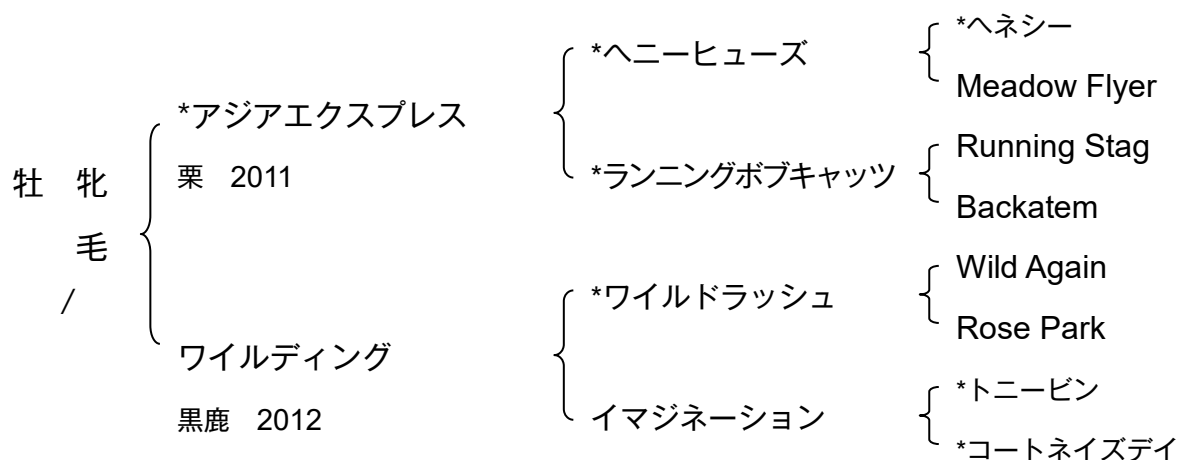 牡 牝
毛
/
*アジアエクスプレス
栗 2011
ワイルディング
黒鹿 2012
*ヘニーヒューズ
*ランニングボブキャッツ
*ワイルドラッシュ
イマジネーション
*ヘネシー
Meadow Flyer
Running Stag
Backatem
Wild Again
Rose Park
*トニービン
*コートネイズデイ